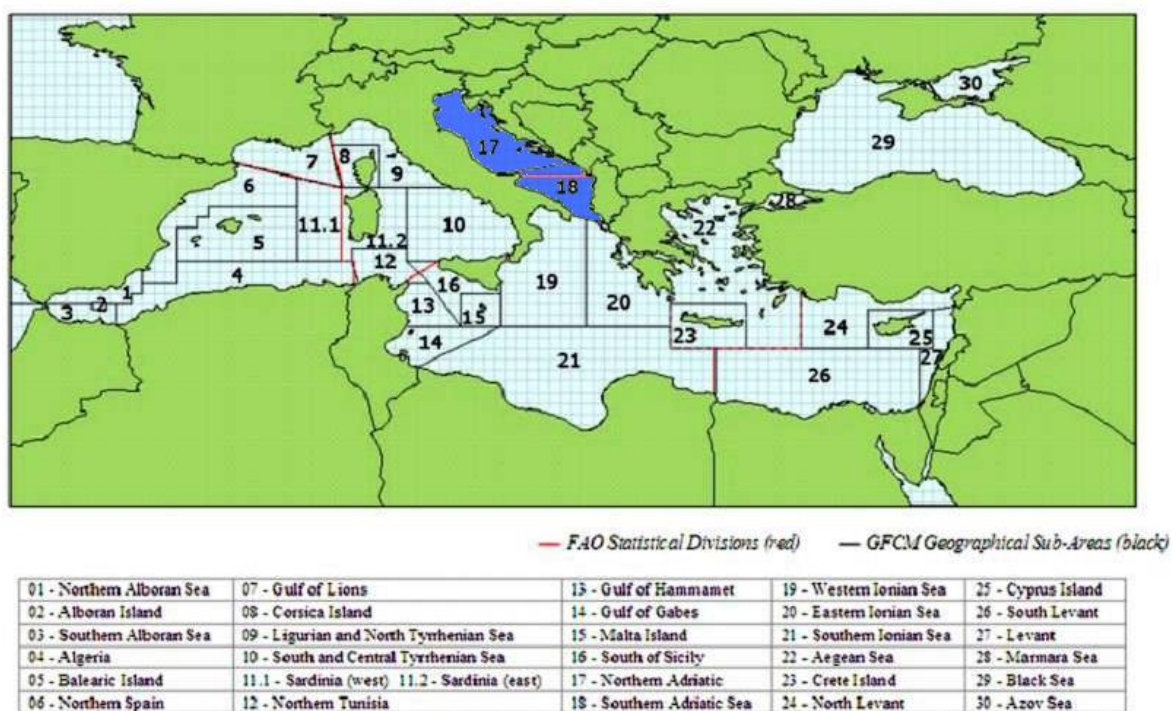 30
29
17
7
8
9
18
28
6
22
11.1
10
5
11.2
12
19
4
16
20
1
13
24
3
2
15
23
25
14
27
21
26
FAO Statistical Divisions (red)
GFCM Geographical Sub-Areas (black)
01 - Northern Alboran Sea
07 - Gulf of Lions
13 - Gulf of Hammamet
19 - Western Ionian Sea
25 - Cyprus Island
02 - Alboran Island
08 - Corsica Island
14 - Gulf of Gabes
20 - Eastern Ionian Sea
26 - South Levant
03 - Southern Alboran Sea
09 - Ligurian and North Tyrrhenian Sea
15 - Malta Island
21 - Southern Ionian Sea
27 - Levant
04 - Algeria
10 - South and Central Tyrrhenian Sea
16 - South of Sicily
22 - Aegean Sea
28 - Marmara Sea
05 - Balearic Island
11.1 - Sardinia (west) 11.2 - Sardinia (east)
17 - Northern Adriatic
23 - Crete Island
29 - Black Sea
06 - Northern Spain
12 - Northern Tunisia
18 - Southern Adriatic Sea
24 - North Levant
30 - Azov Sea